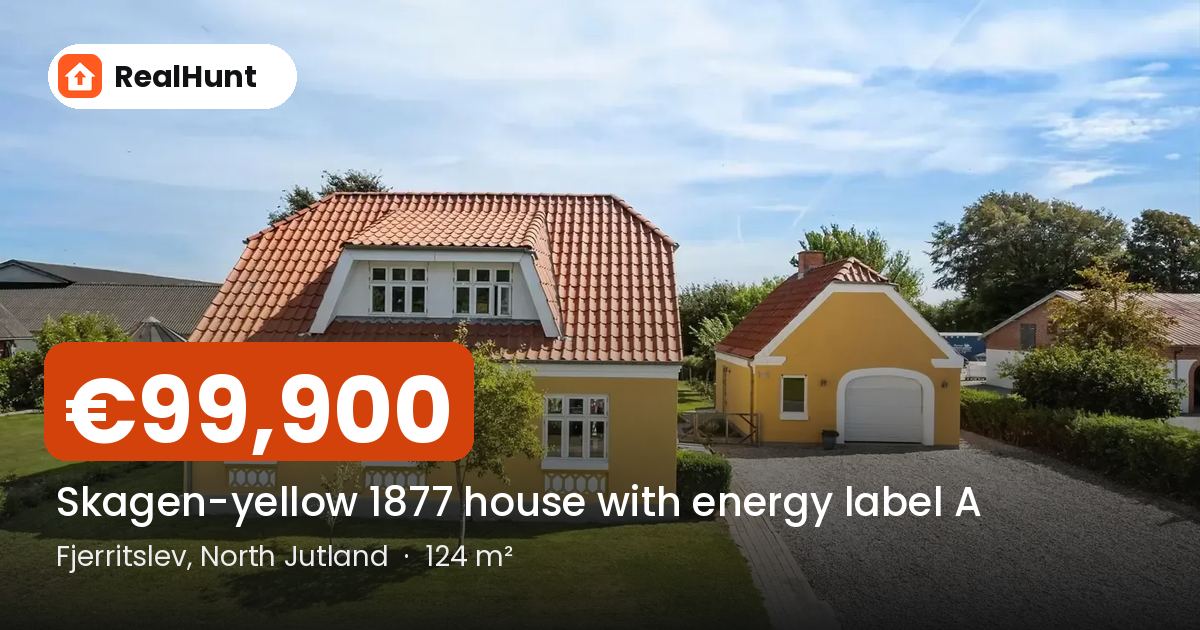 RealHunt
€99,900
Skagen-yellow 1877 house with energy label A
Fjerritslev, North Jutland · 124 m²